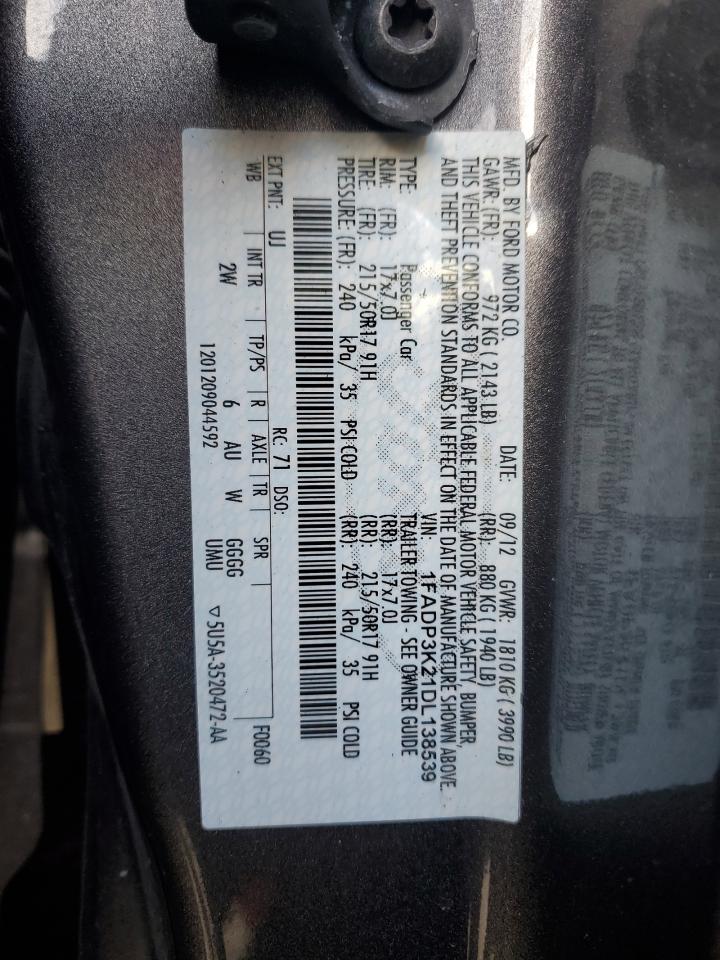 MFD. BY FORD MOTOR CO. DATE: 09/12 GVWR: 1810 KG ( 3990 LB)
GAWR: (FR): 972 KG ( 2143 LB) (RR): 880 KG ( 1940 LB)
THIS VEHICLE CONFORMS TO ALL APPLICABLE FEDERAL MOTOR VEHICLE SAFETY, BUMPER,
AND THEFT PREVENTION STANDARDS IN EFFECT ON THE DATE OF MANUFACTURE SHOWN ABOVE.
VIN: 1FADP3K21DL138539
TYPE: Passenger Car TRAILER TOWING - SEE OWNER GUIDE
RIM: (FR): 17x7.0J (RR): 17x7.0J
TIRE: (FR): 215/50R17 91H (RR): 215/50R17 91H
PRESSURE: (FR): 240 kPa/ 35 PSI COLD (RR): 240 kPa/ 35 PSI COLD
EXT PNT: UJ RC: 71 DSO: F0060
WB INT TR TP/PS R AXLE TR SPR
2W 6 AU W GGGG
1201209044592 UMU ▽5U5A-3520472-AA